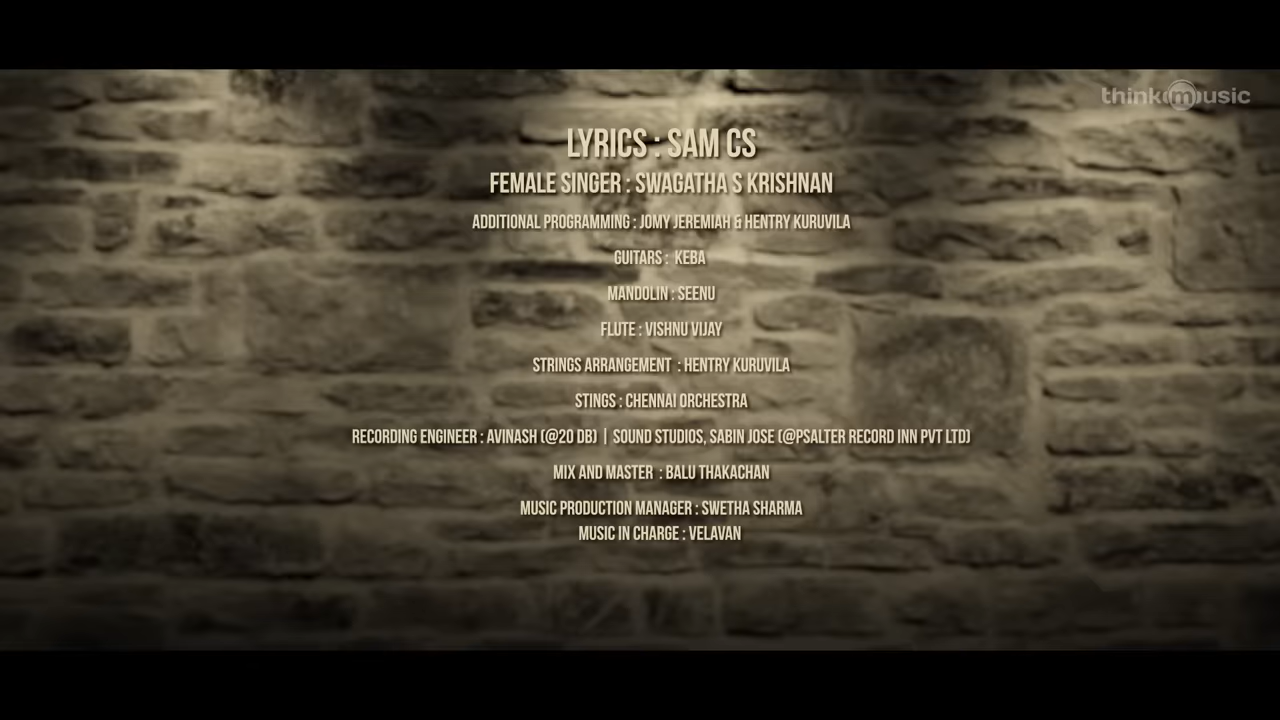 think music
LYRICS : SAM CS
FEMALE SINGER : SWAGATHA S KRISHNAN
ADDITIONAL PROGRAMMING : JOMY JEREMIAH & HENTRY KURUVILA
GUITARS : KEBA
MANDOLIN : SEENU
FLUTE : VISHNU VIJAY
STRINGS ARRANGEMENT : HENTRY KURUVILA
STINGS : CHENNAI ORCHESTRA
RECORDING ENGINEER : AVINASH (@20 DB) | SOUND STUDIOS, SABIN JOSE (@PSALTER RECORD INN PVT LTD)
MIX AND MASTER : BALU THAKACHAN
MUSIC PRODUCTION MANAGER : SWETHA SHARMA
MUSIC IN CHARGE : VELAVAN